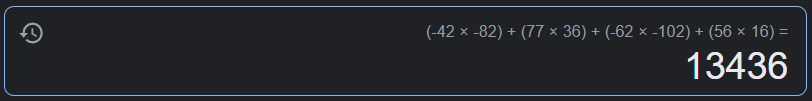 (-42 × -82) + (77 × 36) + (-62 × -102) + (56 × 16) =
13436